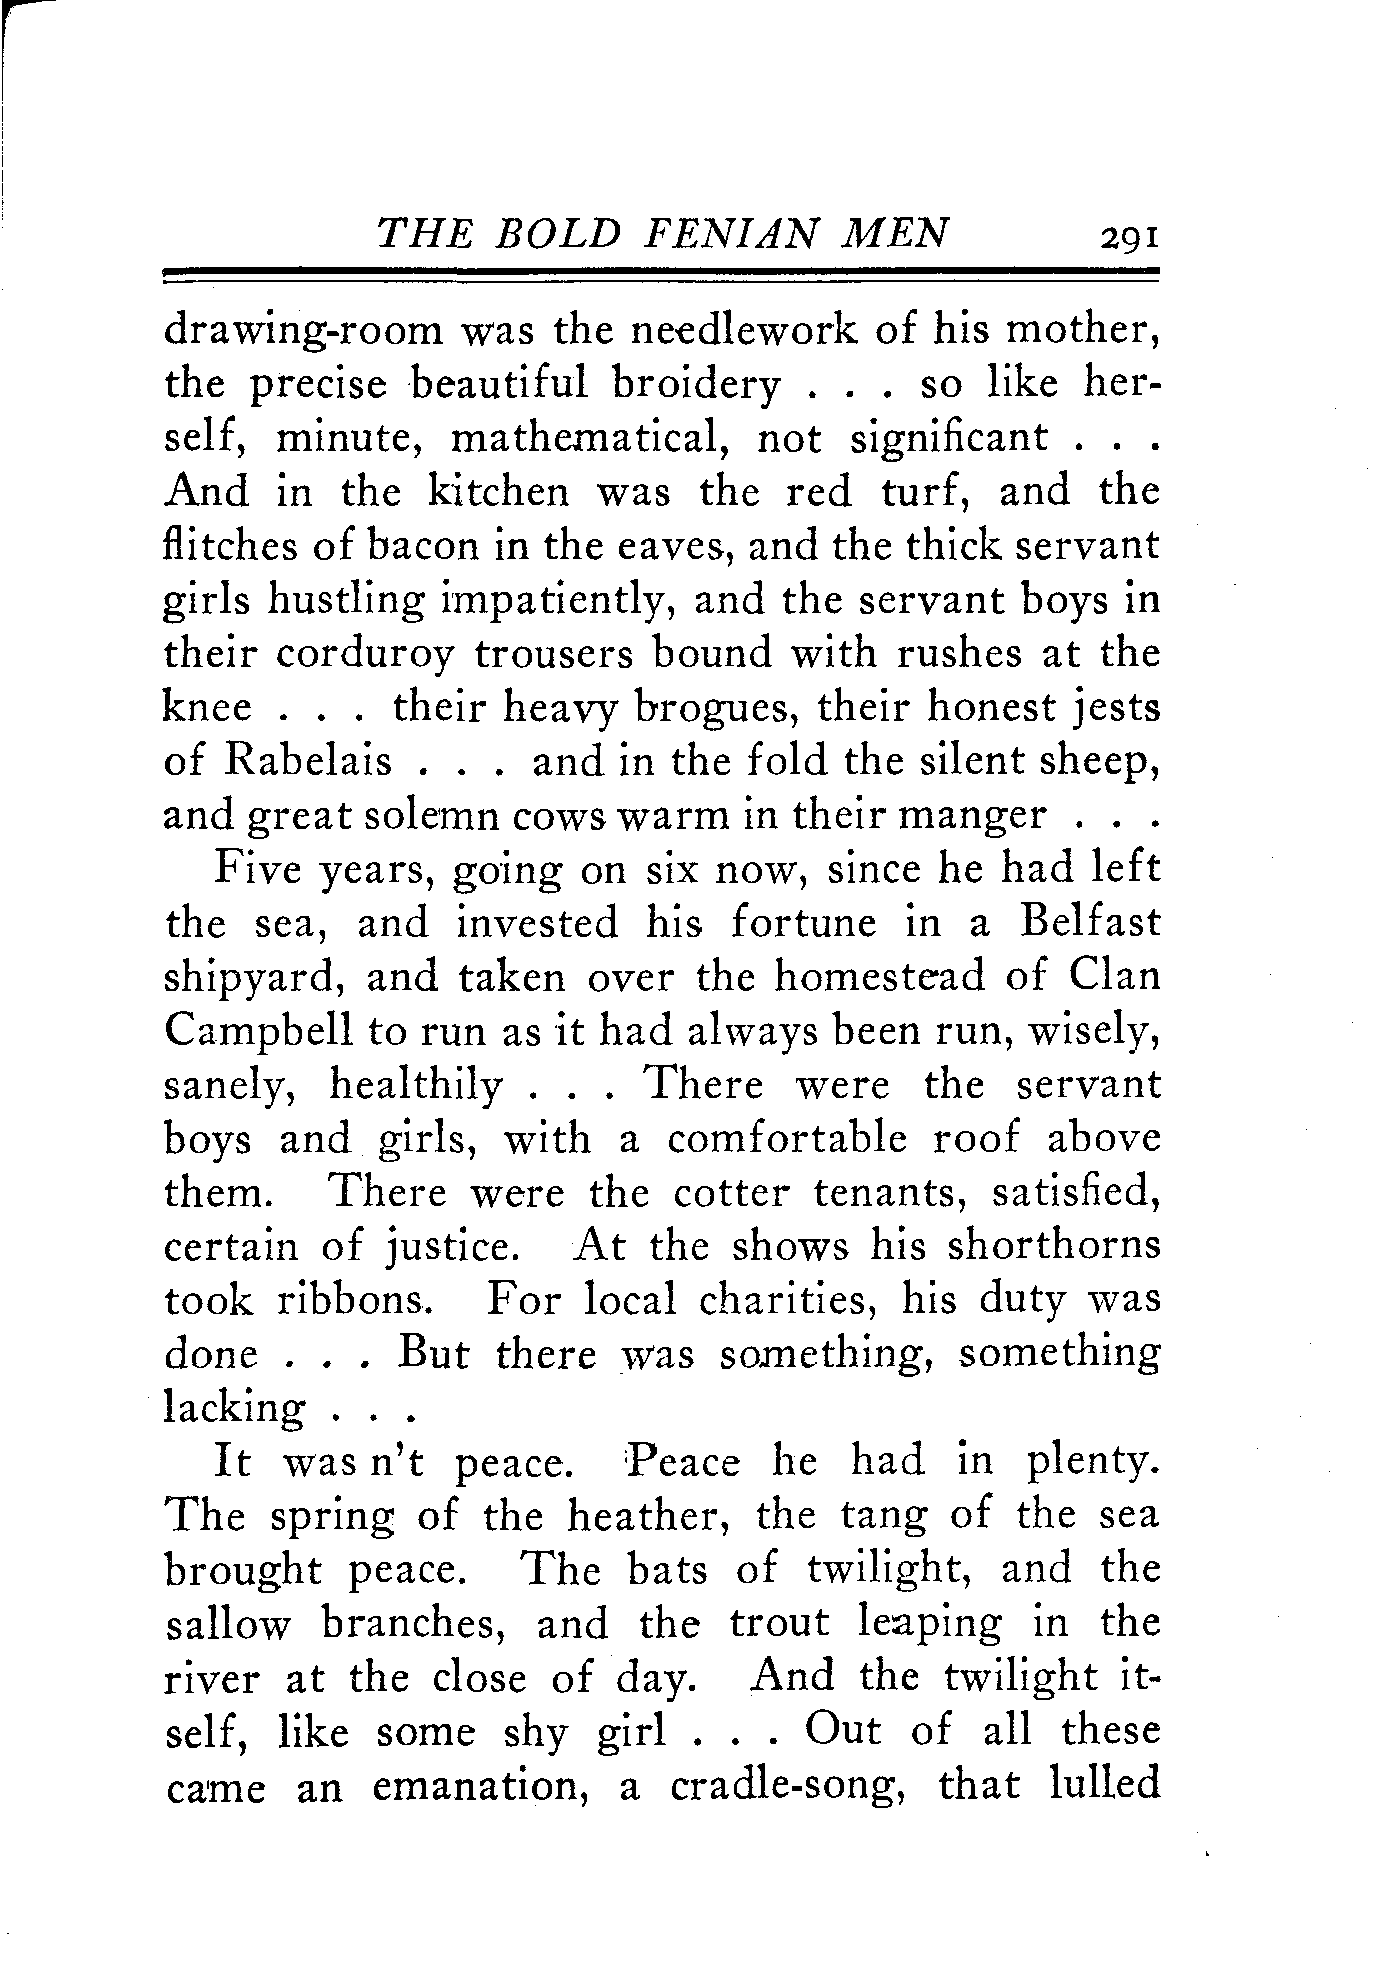 THE BOLD FENIAN MEN 291
drawing-room was the needlework of his mother,
the precise beautiful broidery . . . so like her-
self, minute, mathematical, not significant . . .
And in the kitchen was the red turf, and the
flitches of bacon in the eaves, and the thick servant
girls hustling impatiently, and the servant boys in
their corduroy trousers bound with rushes at the
knee . . . their heavy brogues, their honest jests
of Rabelais . . . and in the fold the silent sheep,
and great solemn cows warm in their manger . . .
Five years, going on six now, since he had left
the sea, and invested his fortune in a Belfast
shipyard, and taken over the homestead of Clan
Campbell to run as it had always been run, wisely,
sanely, healthily . . . There were the servant
boys and girls, with a comfortable roof above
them. There were the cotter tenants, satisfied,
certain of justice. At the shows his shorthorns
took ribbons. For local charities, his duty was
done . . . But there was something, something
lacking . . .
It was n't peace. Peace he had in plenty.
The spring of the heather, the tang of the sea
brought peace. The bats of twilight, and the
sallow branches, and the trout leaping in the
river at the close of day. And the twilight it-
self, like some shy girl . . . Out of all these
came an emanation, a cradle-song, that lulled